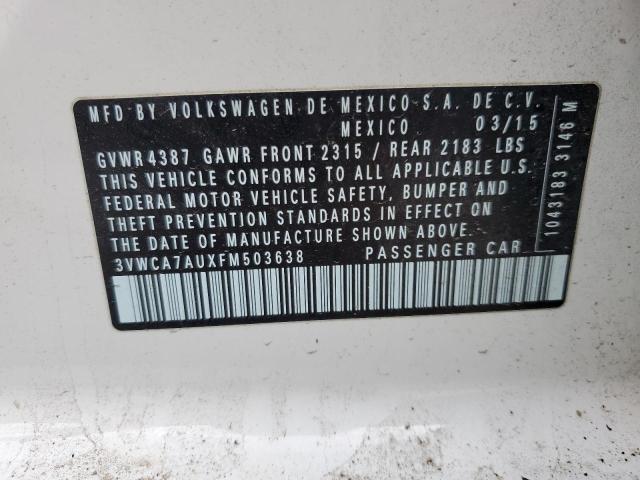 MFD BY VOLKSWAGEN DE MEXICO S.A. DE C.V.
MEXICO 03/15
GVWR 4387 GAWR FRONT 2315 / REAR 2183 LBS
THIS VEHICLE CONFORMS TO ALL APPLICABLE U.S.
FEDERAL MOTOR VEHICLE SAFETY, BUMPER AND
THEFT PREVENTION STANDARDS IN EFFECT ON
THE DATE OF MANUFACTURE SHOWN ABOVE.
3VWCA7AUXFM503638 PASSENGER CAR
1043183 3146 M